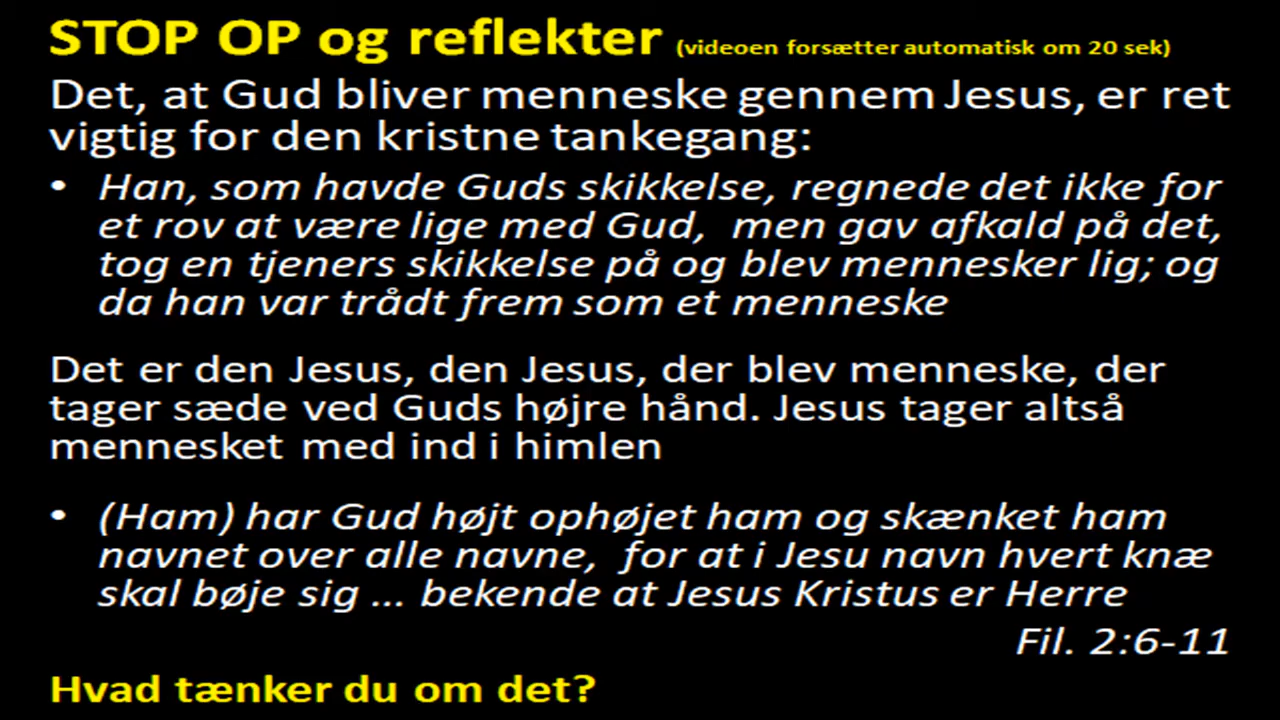 STOP OP og reflekter (videoen forsætter automatisk om 20 sek)
Det, at Gud bliver menneske gennem Jesus, er ret
vigtig for den kristne tankegang:
• Han, som havde Guds skikkelse, regnede det ikke for
et rov at være lige med Gud, men gav afkald på det,
tog en tjeners skikkelse på og blev mennesker lig; og
da han var trådt frem som et menneske
Det er den Jesus, den Jesus, der blev menneske, der
tager sæde ved Guds højre hånd. Jesus tager altså
mennesket med ind i himlen
• (Ham) har Gud højt ophøjet ham og skænket ham
navnet over alle navne, for at i Jesu navn hvert knæ
skal bøje sig ... bekende at Jesus Kristus er Herre
Fil. 2:6-11
Hvad tænker du om det?